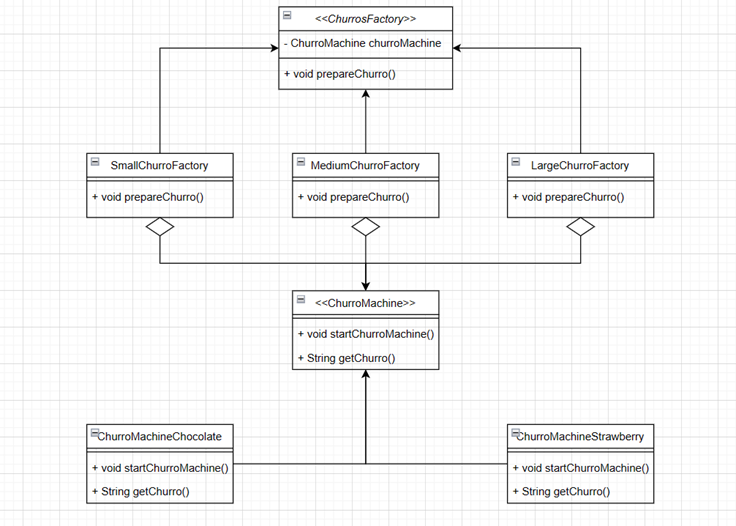 <<ChurrosFactory>>
- ChurroMachine churroMachine
+ void prepareChurro()
SmallChurroFactory
+ void prepareChurro()
MediumChurroFactory
+ void prepareChurro()
LargeChurroFactory
+ void prepareChurro()
<<ChurroMachine>>
+ void startChurroMachine()
+ String getChurro()
ChurroMachineChocolate
+ void startChurroMachine()
+ String getChurro()
ChurroMachineStrawberry
+ void startChurroMachine()
+ String getChurro()